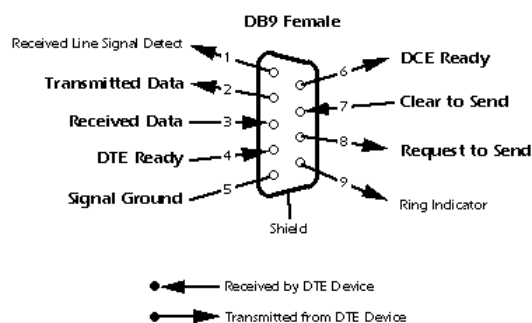 DB9 Female
Received Line Signal Detect 1
Transmitted Data 2
Received Data 3
DTE Ready 4
Signal Ground 5
6 DCE Ready
7 Clear to Send
8 Request to Send
9 Ring Indicator
Shield
Received by DTE Device
Transmitted from DTE Device